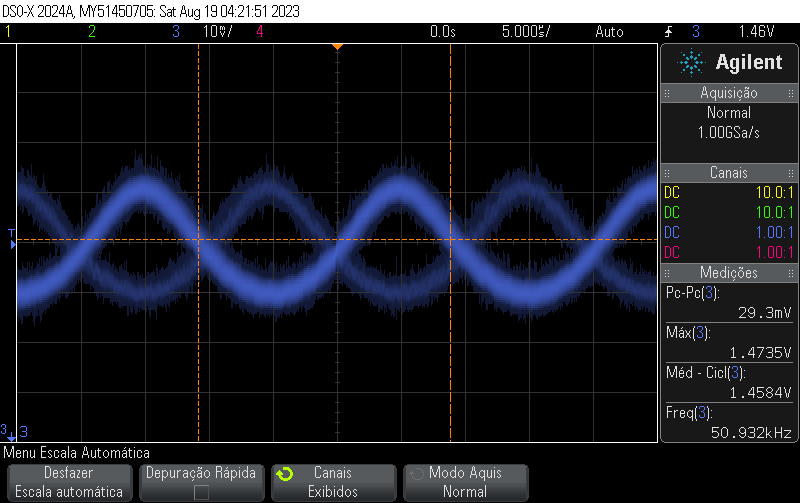 DSO-X 2024A, MY51450705: Sat Aug 19 04:21:51 2023
1 2 3 10mV/ 4 0.0s 5.000us/ Auto 3 1.46V
Agilent
Aquisição
Normal
1.00GSa/s
Canais
DC 10.0:1
DC 10.0:1
DC 1.00:1
DC 1.00:1
Medições
Pc-Pc(3):
29.3mV
Máx(3):
1.4735V
Méd - Cicl(3):
1.4584V
Freq(3):
50.932kHz
T
3 3
Menu Escala Automática
Desfazer
Escala automática
Depuração Rápida
Canais
Exibidos
Modo Aquis
Normal